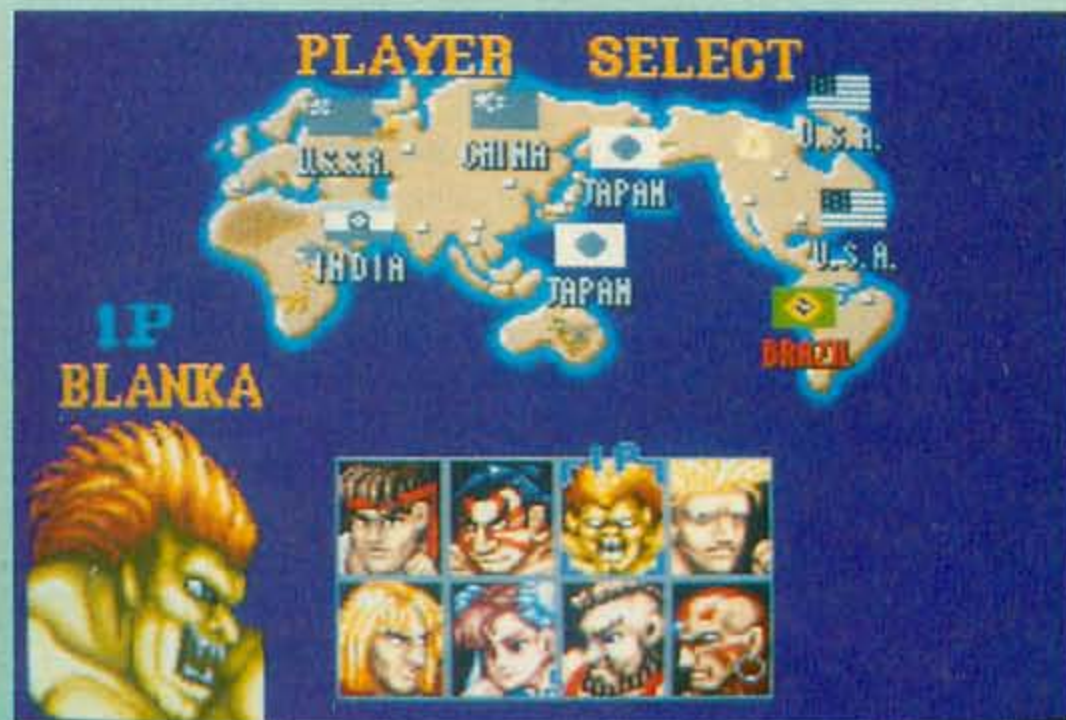 PLAYER SELECT
U.S.A.
U.S.S.R.
CHINA
JAPAN
U.S.A.
INDIA
JAPAN
BRAZIL
1P
BLANKA
1P